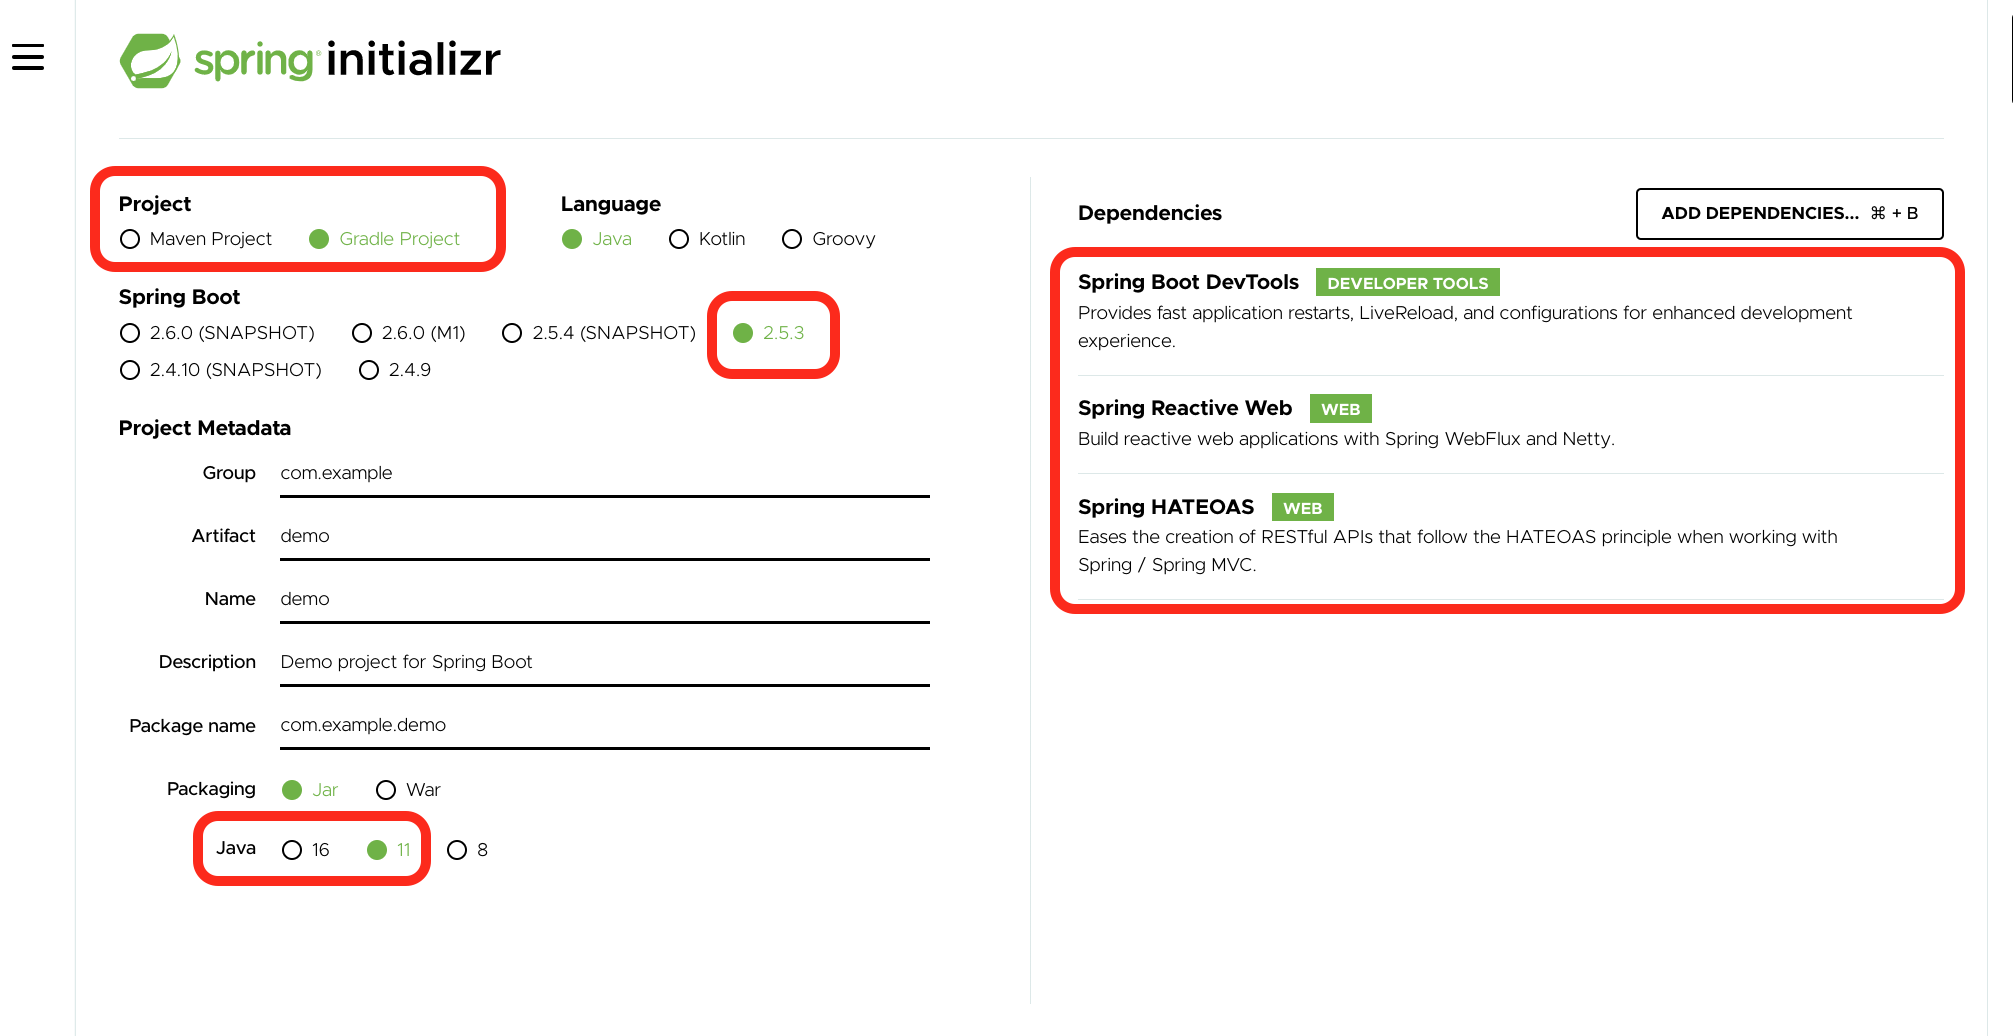 spring initializr
Project
Maven Project Gradle Project
Language
Java Kotlin Groovy
Spring Boot
2.6.0 (SNAPSHOT) 2.6.0 (M1) 2.5.4 (SNAPSHOT) 2.5.3
2.4.10 (SNAPSHOT) 2.4.9
Project Metadata
Group com.example
Artifact demo
Name demo
Description Demo project for Spring Boot
Package name com.example.demo
Packaging Jar War
Java 16 11 8
Dependencies
ADD DEPENDENCIES... ⌘ + B
Spring Boot DevTools DEVELOPER TOOLS
Provides fast application restarts, LiveReload, and configurations for enhanced development
experience.
Spring Reactive Web WEB
Build reactive web applications with Spring WebFlux and Netty.
Spring HATEOAS WEB
Eases the creation of RESTful APIs that follow the HATEOAS principle when working with
Spring / Spring MVC.